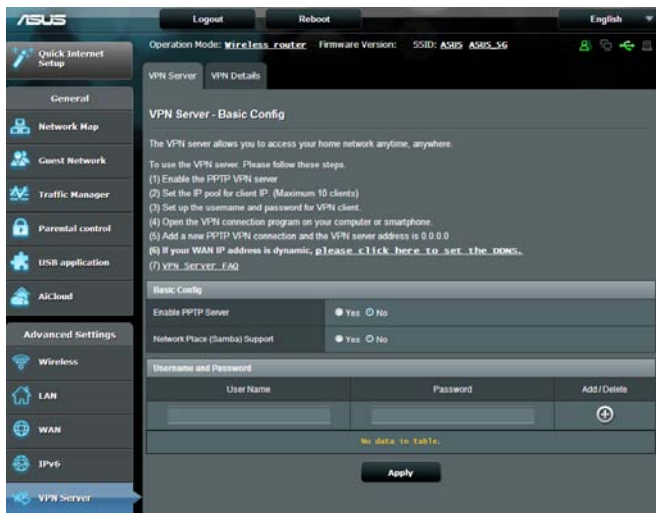 ASUS
Logout
Reboot
English
Operation Mode: Wireless router Firmware Version: SSID: ASUS ASUS_5G
Quick Internet Setup
VPN Server
VPN Details
General
Network Map
Guest Network
Traffic Manager
Parental control
USB application
AiCloud
Advanced Settings
Wireless
LAN
WAN
IPv6
VPN Server
VPN Server - Basic Config
The VPN server allows you to access your home network anytime, anywhere.
To use the VPN server. Please follow these steps.
(1) Enable the PPTP VPN server
(2) Set the IP pool for client IP. (Maximum 10 clients)
(3) Set up the username and password for VPN client.
(4) Open the VPN connection program on your computer or smartphone.
(5) Add a new PPTP VPN connection and the VPN server address is 0.0.0.0
(6) If your WAN IP address is dynamic, please click here to set the DDNS.
(7) VPN Server FAQ
Basic Config
Enable PPTP Server Yes No
Network Place (Samba) Support Yes No
Username and Password
User Name Password Add / Delete
No data in table.
Apply